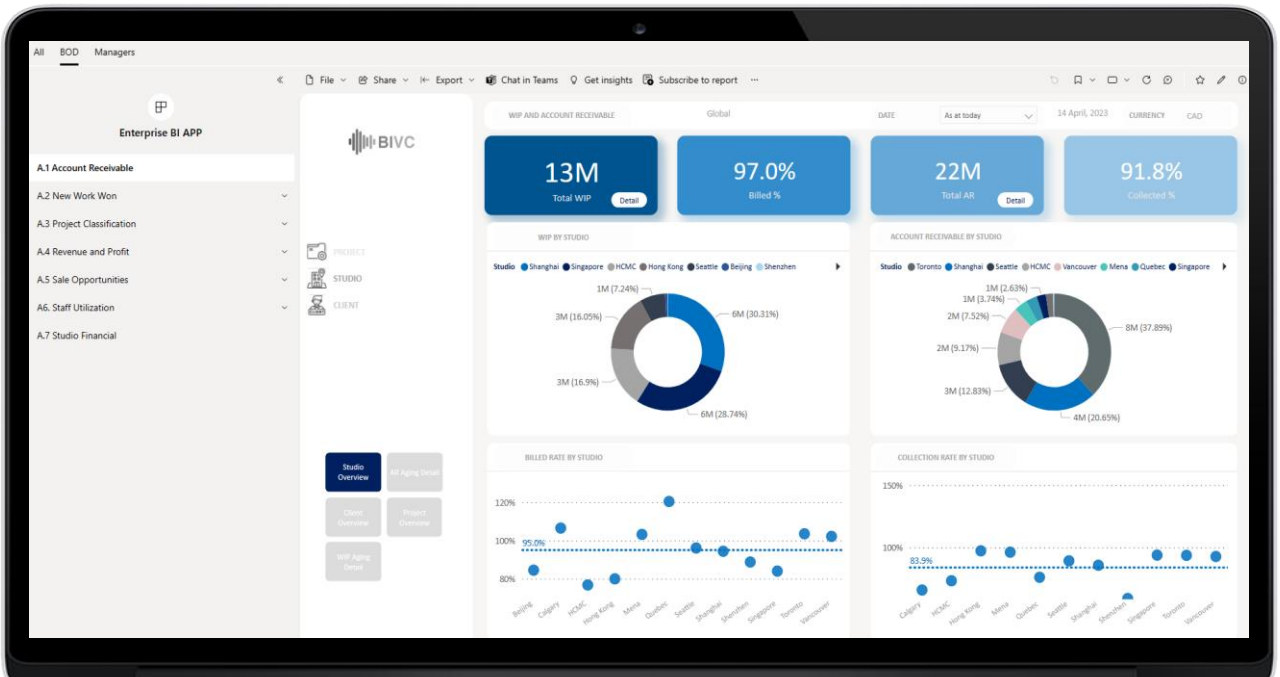 All BOD Managers
File Share Export Chat in Teams Get insights Subscribe to report ...
Enterprise BI APP
A.1 Account Receivable
A.2 New Work Won
A.3 Project Classification
A.4 Revenue and Profit
A.5 Sale Opportunities
A6. Staff Utilization
A.7 Studio Financial
BIVC
PROJECT
STUDIO
CLIENT
Studio
Overview
AR Aging Detail
Client
Overview
Project
Overview
WIP Aging
Detail
WIP AND ACCOUNT RECEIVABLE Global DATE As at today 14 April, 2023 CURRENCY CAD
13M
Total WIP Detail
97.0%
Billed %
22M
Total AR Detail
91.8%
Collected %
WIP BY STUDIO
Studio Shanghai Singapore HCMC Hong Kong Seattle Beijing Shenzhen
1M (7.24%)
3M (16.05%)
6M (30.31%)
3M (16.9%)
6M (28.74%)
ACCOUNT RECEIVABLE BY STUDIO
Studio Toronto Shanghai Seattle HCMC Vancouver Mena Quebec Singapore
1M (2.63%)
1M (3.74%)
2M (7.52%)
8M (37.89%)
2M (9.17%)
3M (12.83%)
4M (20.65%)
BILLED RATE BY STUDIO
120%
100%
95.0%
80%
Beijing Calgary HCMC Hong Kong Mena Quebec Seattle Shanghai Shenzhen Singapore Toronto Vancouver
COLLECTION RATE BY STUDIO
150%
100%
83.9%
Calgary HCMC Hong Kong Mena Quebec Seattle Shanghai Shenzhen Singapore Toronto Vancouver